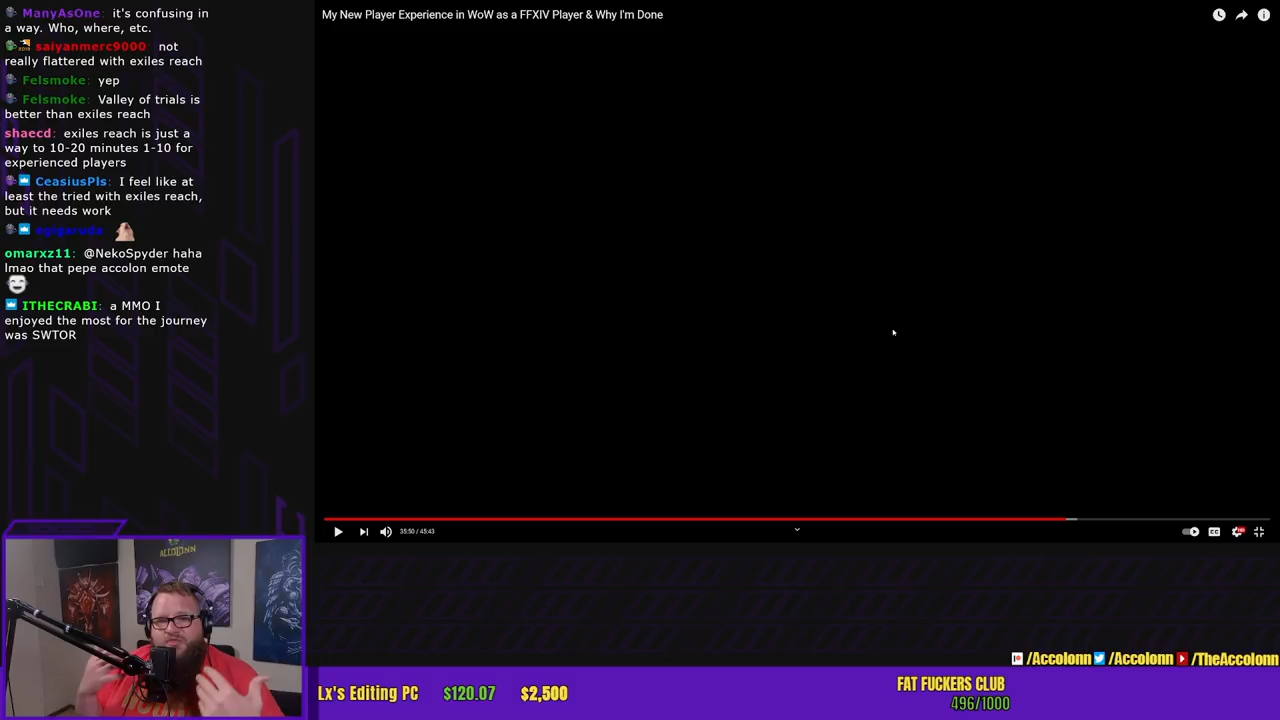 ManyAsOne: it's confusing in
a way. Who, where, etc.
saiyanmerc9000 not
really flattered with exiles reach
Felsmoke: yep
Felsmoke: Valley of trials is
better than exiles reach
shaecd: exiles reach is just a
way to 10-20 minutes 1-10 for
experienced players
CeasiusPls: I feel like at
least the tried with exiles reach,
but it needs work
egigaruda
omarxz11: @NekoSpyder haha
lmao that pepe accolon emote
ITHECRABI: a MMO I
enjoyed the most for the journey
was SWTOR
My New Player Experience in WoW as a FFXIV Player & Why I'm Done
35:50 / 45:43
CC
ACCOLONN
/Accolonn /Accolonn /TheAccolonn
Lx's Editing PC $120.07 $2,500
FAT FUCKERS CLUB
496/1000